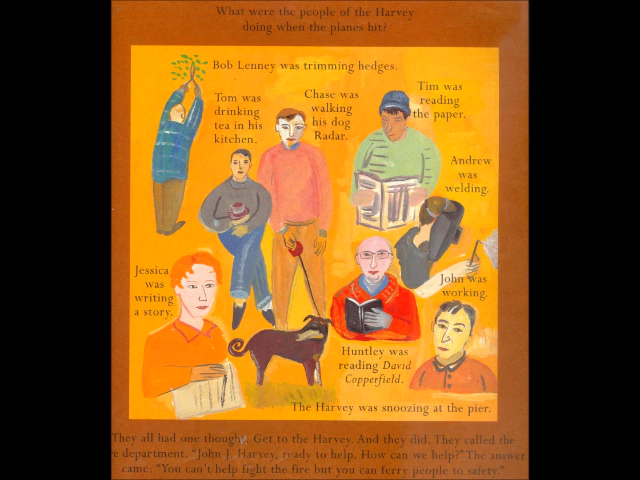 What were the people of the Harvey
doing when the planes hit?
Bob Lenney was trimming hedges.
Tom was
drinking
tea in his
kitchen.
Chase was
walking
his dog
Radar.
Tim was
reading
the paper.
Andrew
was
welding.
Jessica
was
writing
a story.
John was
working.
Huntley was
reading David
Copperfield.
The Harvey was snoozing at the pier.
They all had one thought. Get to the Harvey. And they did. They called the
e department. "John J. Harvey, ready to help. How can we help?" The answer
came: "You can't help fight the fire but you can ferry people to safety."